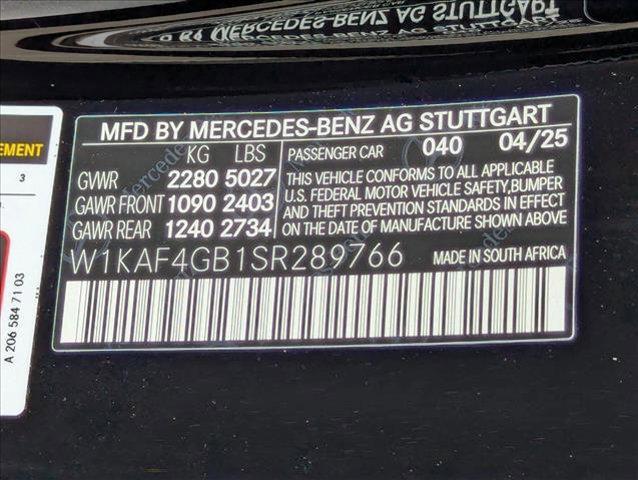 MFD BY MERCEDES-BENZ AG STUTTGART
KG LBS
GWR 2280 5027
GAWR FRONT 1090 2403
GAWR REAR 1240 2734
PASSENGER CAR 040 04/25
THIS VEHICLE CONFORMS TO ALL APPLICABLE
U.S. FEDERAL MOTOR VEHICLE SAFETY, BUMPER
AND THEFT PREVENTION STANDARDS IN EFFECT
ON THE DATE OF MANUFACTURE SHOWN ABOVE
W1KAF4GB1SR289766 MADE IN SOUTH AFRICA
EMENT
3
A 206 584 71 03